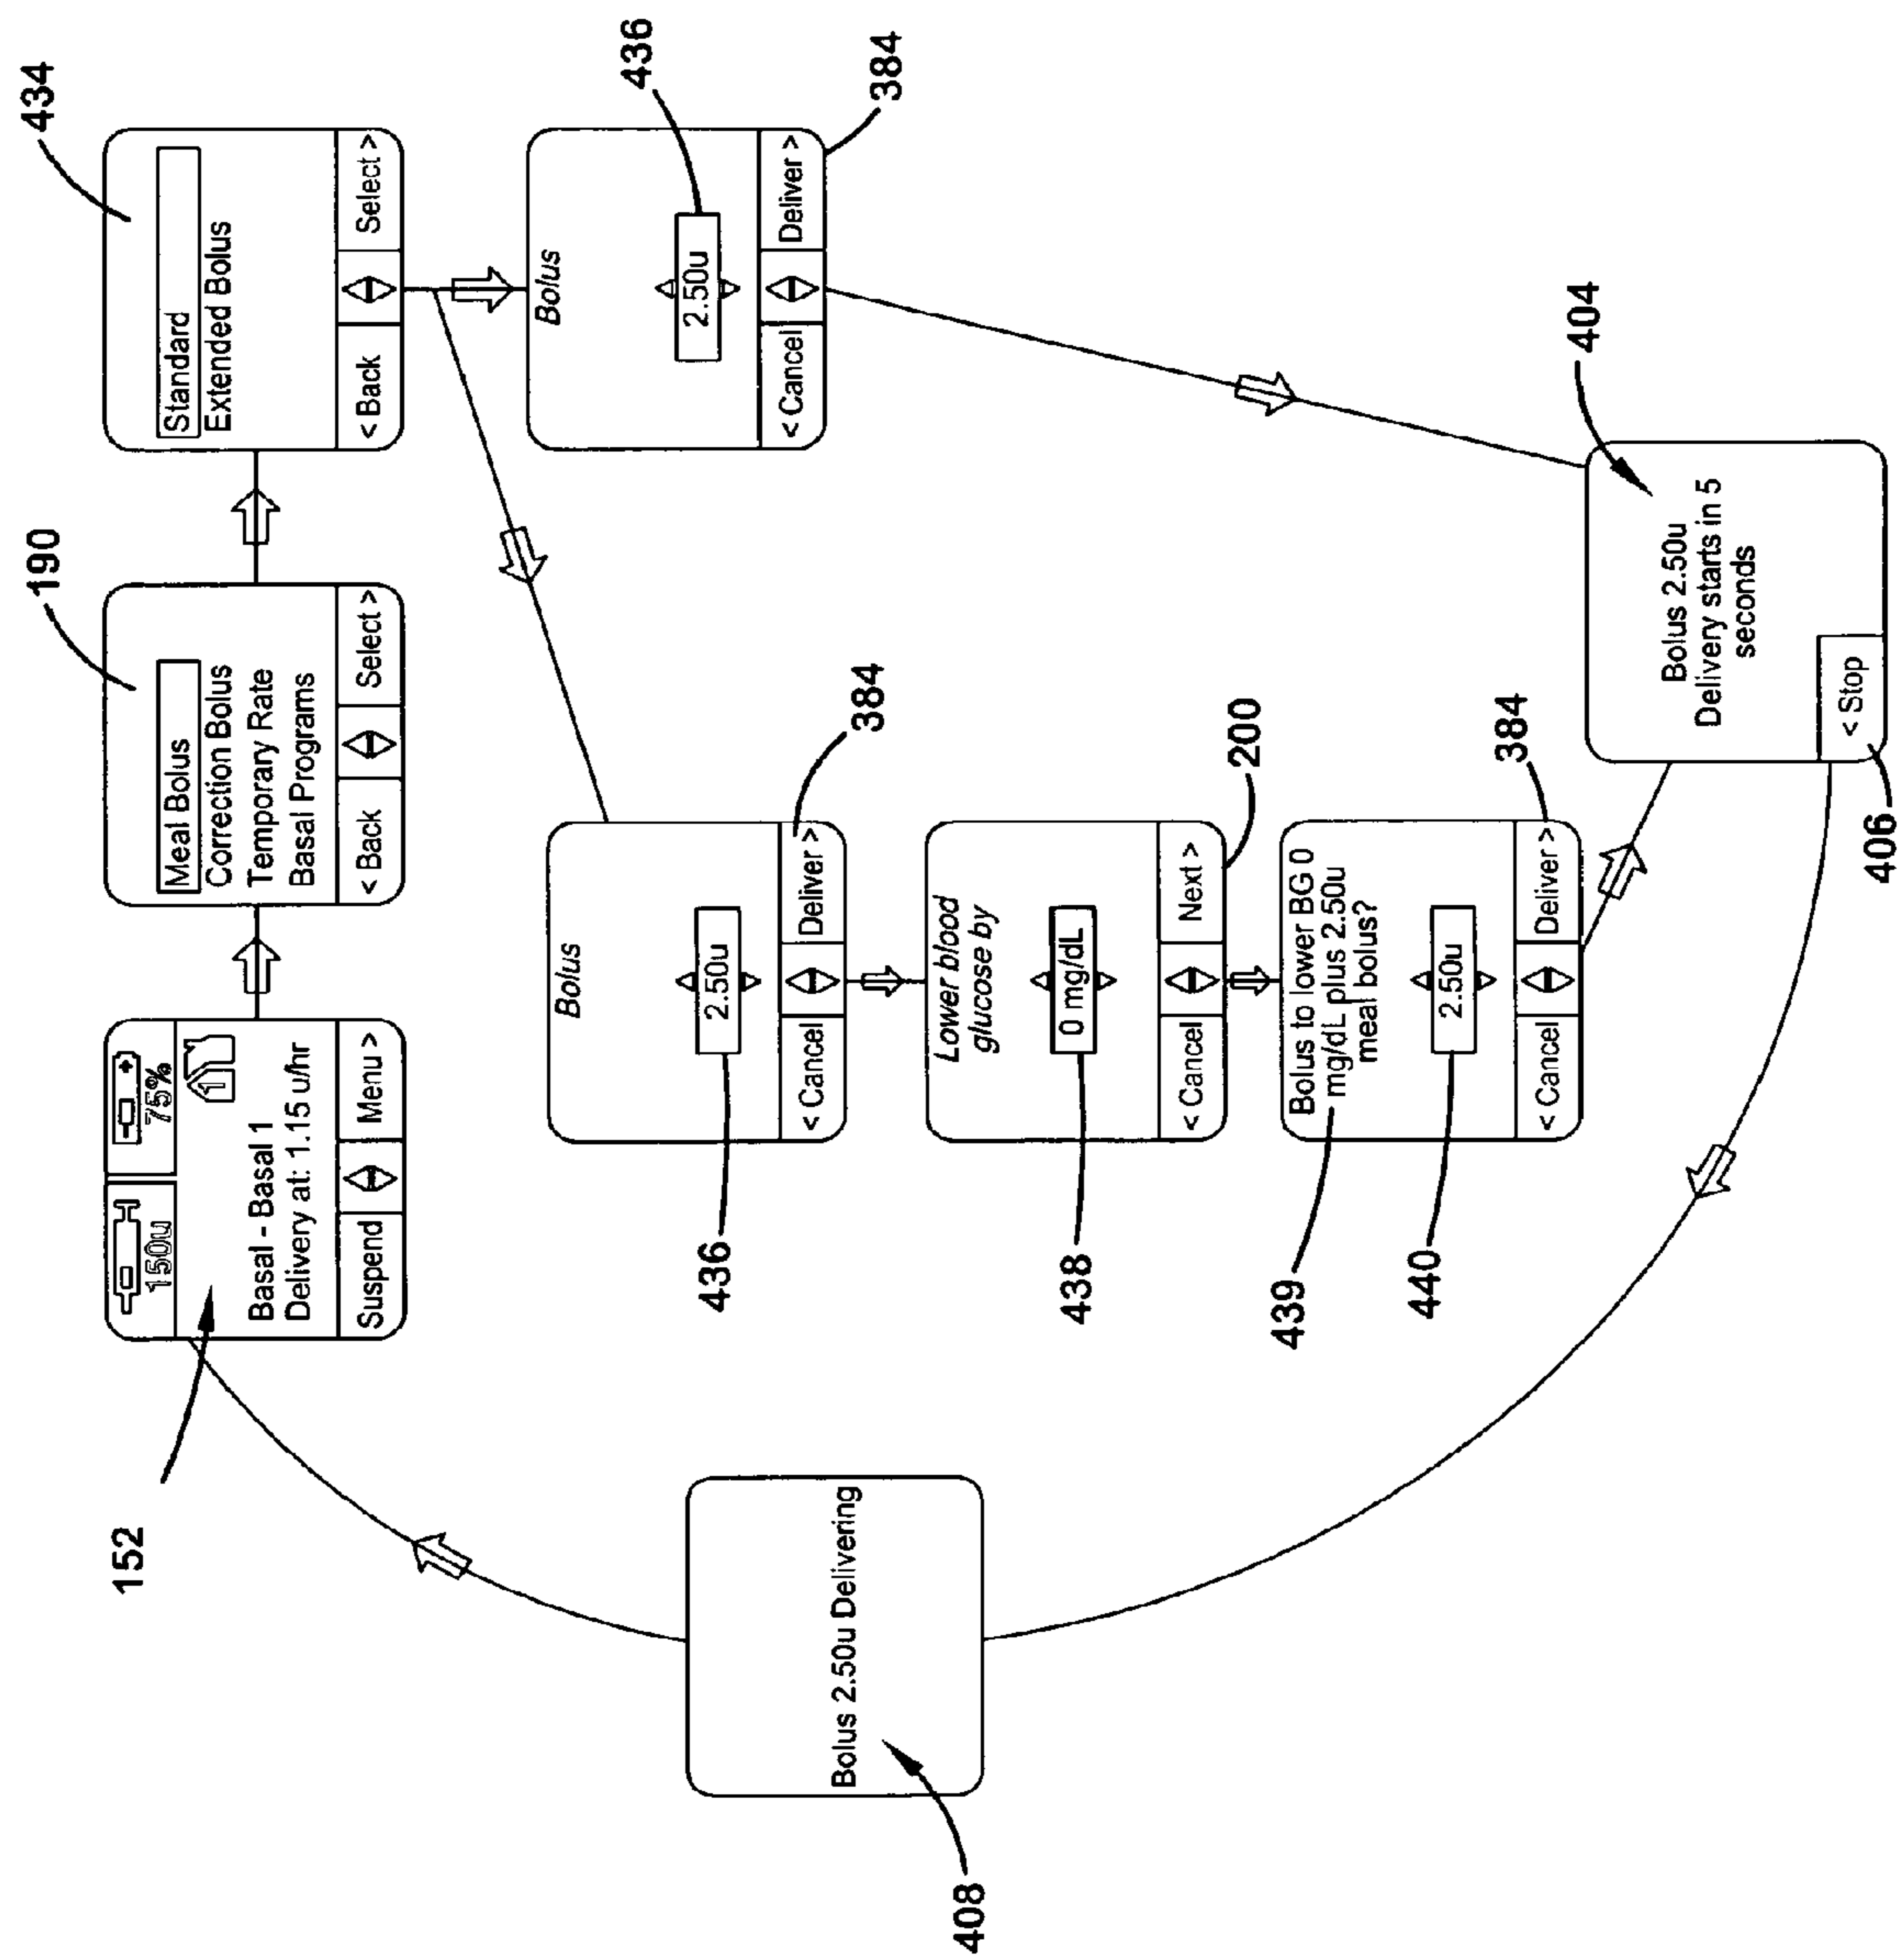 152
150u
75%
1
Basal - Basal 1
Delivery at: 1.15 u/hr
Suspend
Menu >
190
Meal Bolus
Correction Bolus
Temporary Rate
Basal Programs
< Back
Select >
434
Standard
Extended Bolus
< Back
Select >
436
Bolus
2.50u
< Cancel
Deliver >
384
436
Bolus
2.50u
< Cancel
Deliver >
384
438
Lower blood
glucose by
0 mg/dL
< Cancel
Next >
200
439
Bolus to lower BG 0
mg/dL plus 2.50u
meal bolus?
440
2.50u
< Cancel
Deliver >
384
404
Bolus 2.50u
Delivery starts in 5
seconds
< Stop
406
408
Bolus 2.50u Delivering